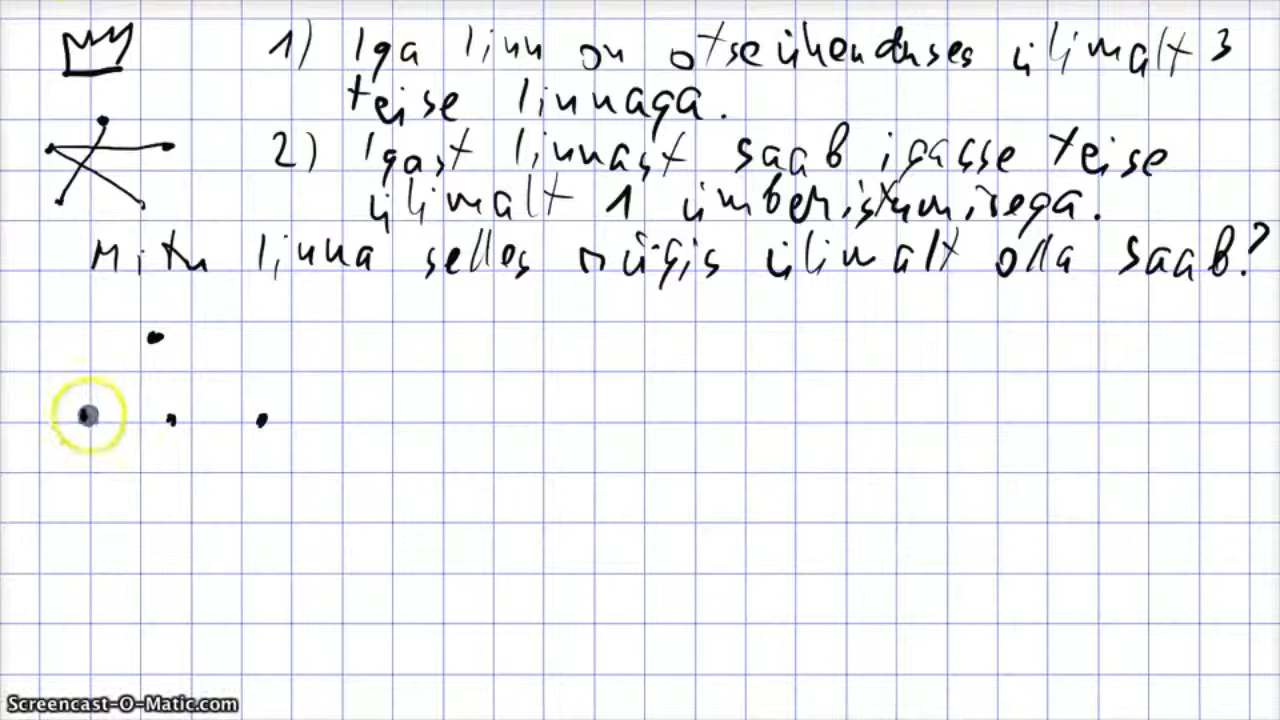 1) Iga linn on otseühenduses ülimalt 3
teise linnaga.
2) Igast linnast saab igasse teise
ülimalt 1 ümberistumisega.
Mitu linna selles riigis ülimalt olla saab?
Screencast-O-Matic.com